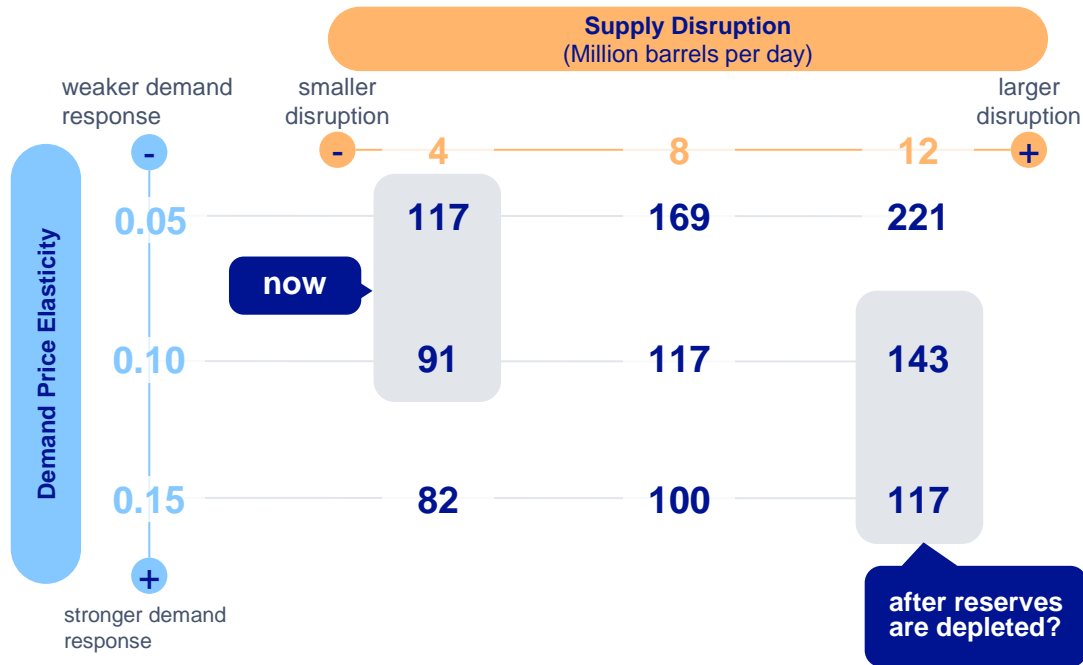 Supply Disruption
(Million barrels per day)
weaker demand
response
smaller
disruption
larger
disruption
-
-
4
8
12
+
Demand Price Elasticity
0.05
117
169
221
now
0.10
91
117
143
0.15
82
100
117
+
stronger demand
response
after reserves
are depleted?